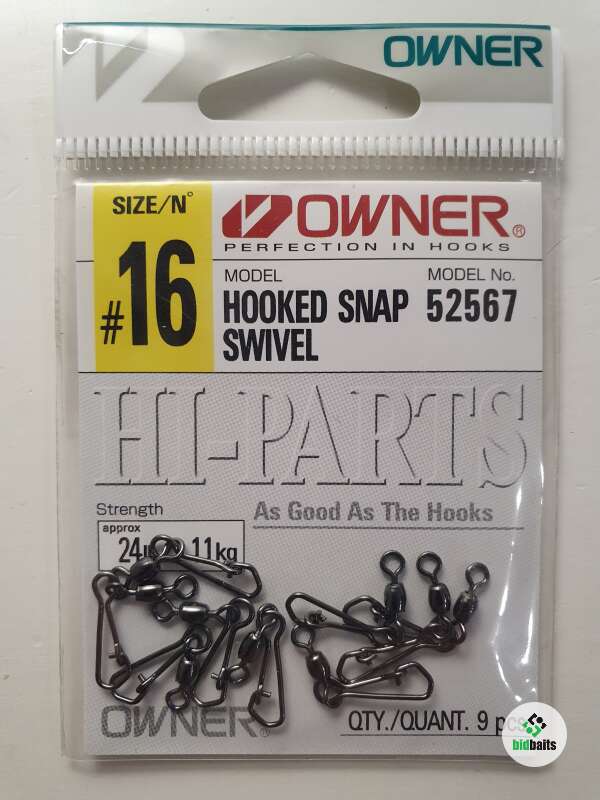 OWNER
SIZE/N°
#16
OWNER®
PERFECTION IN HOOKS
MODEL
MODEL No.
HOOKED SNAP
SWIVEL
52567
HI-PARTS
Strength
As Good As The Hooks
approx
24 11kg
OWNER
QTY./QUANT. 9 pcs
bidbaits